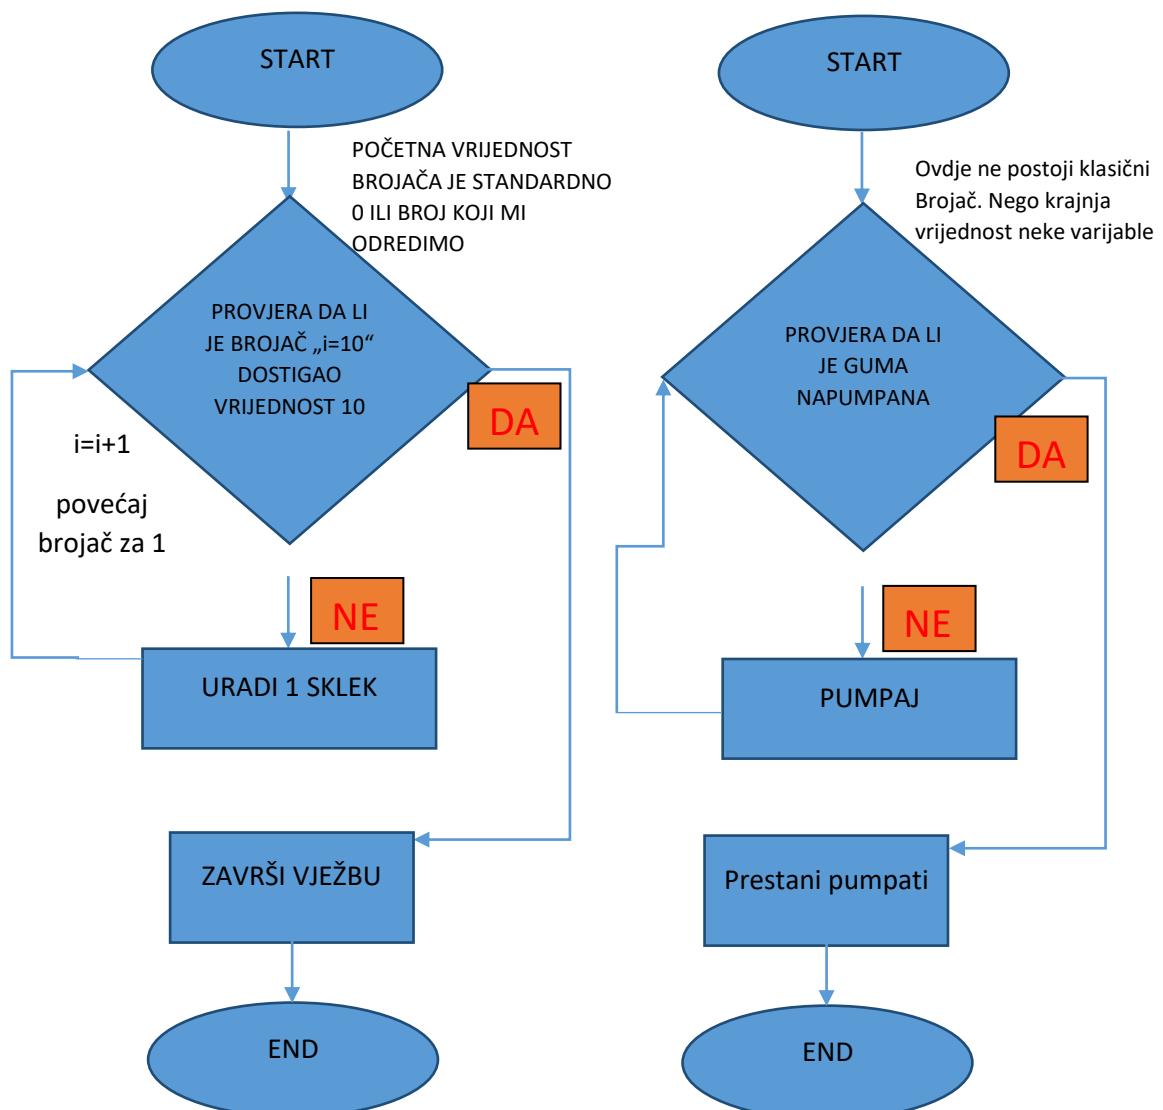 START
POČETNA VRIJEDNOST
BROJAČA JE STANDARDNO
0 ILI BROJ KOJI MI
ODREDIMO
PROVJERA DA LI
JE BROJAČ „i=10“
DOSTIGAO
VRIJEDNOST 10
DA
i=i+1
povećaj
brojač za 1
NE
URADI 1 SKLEK
ZAVRŠI VJEŽBU
END
START
Ovdje ne postoji klasični
Brojač. Nego krajnja
vrijednost neke varijable
PROVJERA DA LI
JE GUMA
NAPUMPANA
DA
NE
PUMPAJ
Prestani pumpati
END